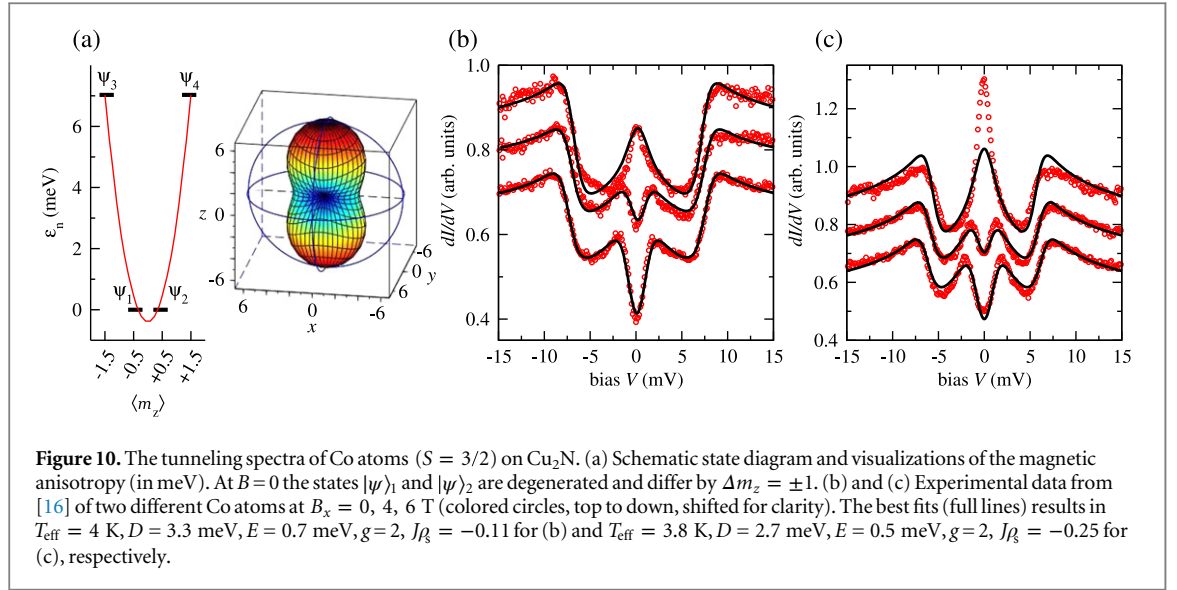 (a)
(b)
(c)
Ψ3
Ψ4
6
4
2
0
εn (meV)
Ψ1
Ψ2
-1.5
-0.5
+0.5
+1.5
⟨mz⟩
6
z 0
-6
6
0
-6
x
-6
0 y
6
1.0
0.8
0.6
0.4
dI/dV (arb. units)
-15 -10 -5 0 5 10 15
bias V (mV)
1.2
1.0
0.8
0.6
0.4
dI/dV (arb. units)
-15 -10 -5 0 5 10 15
bias V (mV)
Figure 10. The tunneling spectra of Co atoms (S = 3/2) on Cu2N. (a) Schematic state diagram and visualizations of the magnetic
anisotropy (in meV). At B = 0 the states |ψ⟩1 and |ψ⟩2 are degenerated and differ by Δmz = ±1. (b) and (c) Experimental data from
[16] of two different Co atoms at Bx = 0, 4, 6 T (colored circles, top to down, shifted for clarity). The best fits (full lines) results in
Teff = 4 K, D = 3.3 meV, E = 0.7 meV, g = 2, Jρs = −0.11 for (b) and Teff = 3.8 K, D = 2.7 meV, E = 0.5 meV, g = 2, Jρs = −0.25 for
(c), respectively.